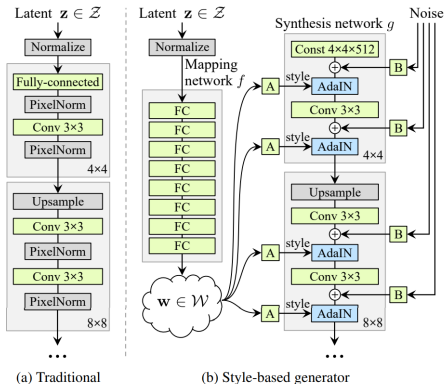 Latent z ∈ Z
Normalize
Fully-connected
PixelNorm
Conv 3×3
PixelNorm
4×4
Upsample
Conv 3×3
PixelNorm
Conv 3×3
PixelNorm
8×8
...
(a) Traditional
Latent z ∈ Z
Normalize
Mapping
network f
FC
FC
FC
FC
FC
FC
FC
FC
w ∈ W
A
A
A
A
style
style
style
style
Synthesis network g
Const 4×4×512
AdaIN
Conv 3×3
AdaIN
4×4
Upsample
Conv 3×3
AdaIN
Conv 3×3
AdaIN
8×8
...
Noise
B
B
B
B
(b) Style-based generator